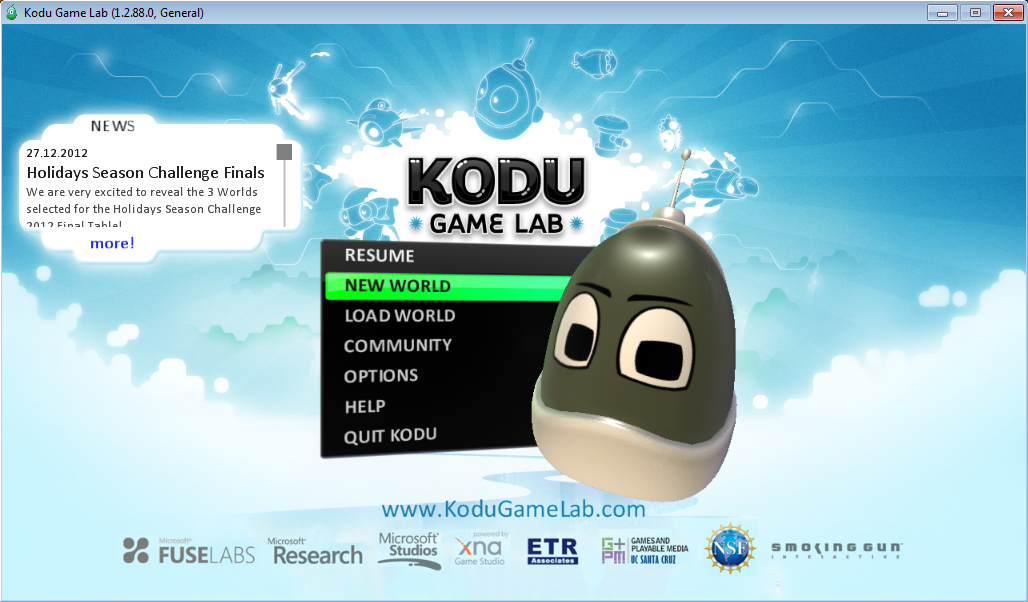 Kodu Game Lab (1.2.88.0, General)
NEWS
27.12.2012
Holidays Season Challenge Finals
We are very excited to reveal the 3 Worlds
selected for the Holidays Season Challenge
2012 Final Table!
more!
KODU
GAME LAB
RESUME
NEW WORLD
LOAD WORLD
COMMUNITY
OPTIONS
HELP
QUIT KODU
www.KoduGameLab.com
Microsoft
FUSELABS
Microsoft
Research
Microsoft
Studios
powered by
xna
Game Studio
ETR
Associates
G+
PM
GAMES AND
PLAYABLE MEDIA
UC SANTA CRUZ
NSF
smoking gun
INTERACTIVE